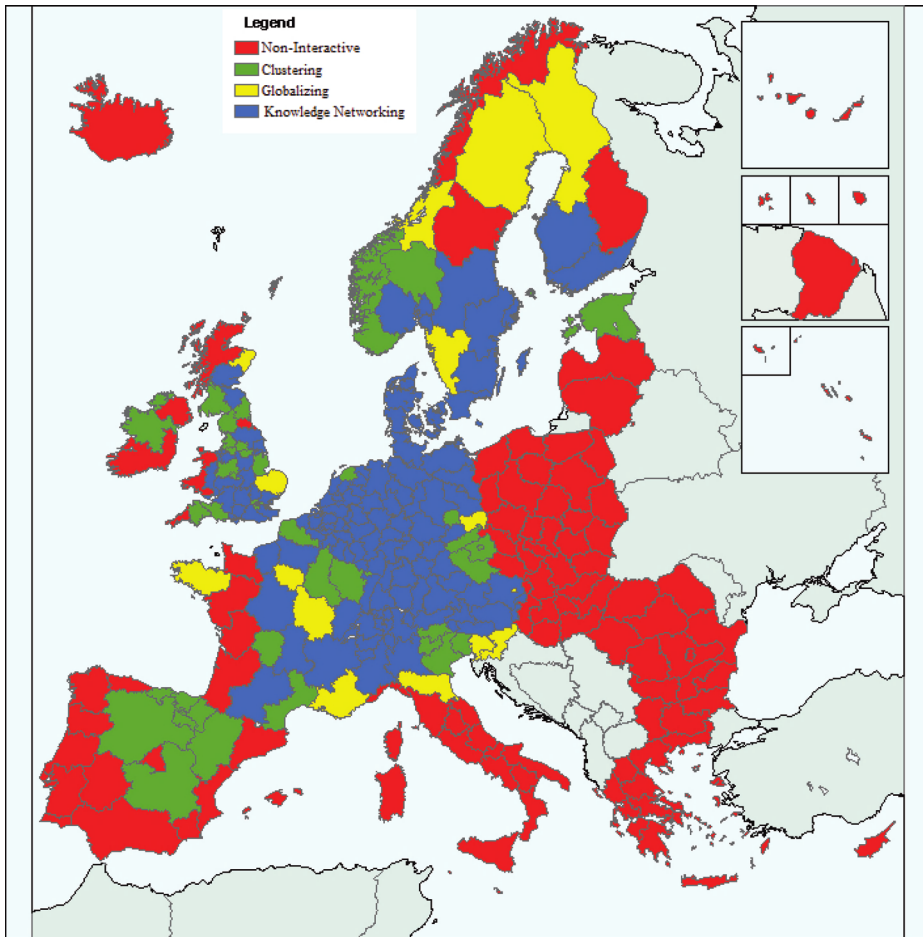 Legend
Non-Interactive
Clustering
Globalizing
Knowledge Networking